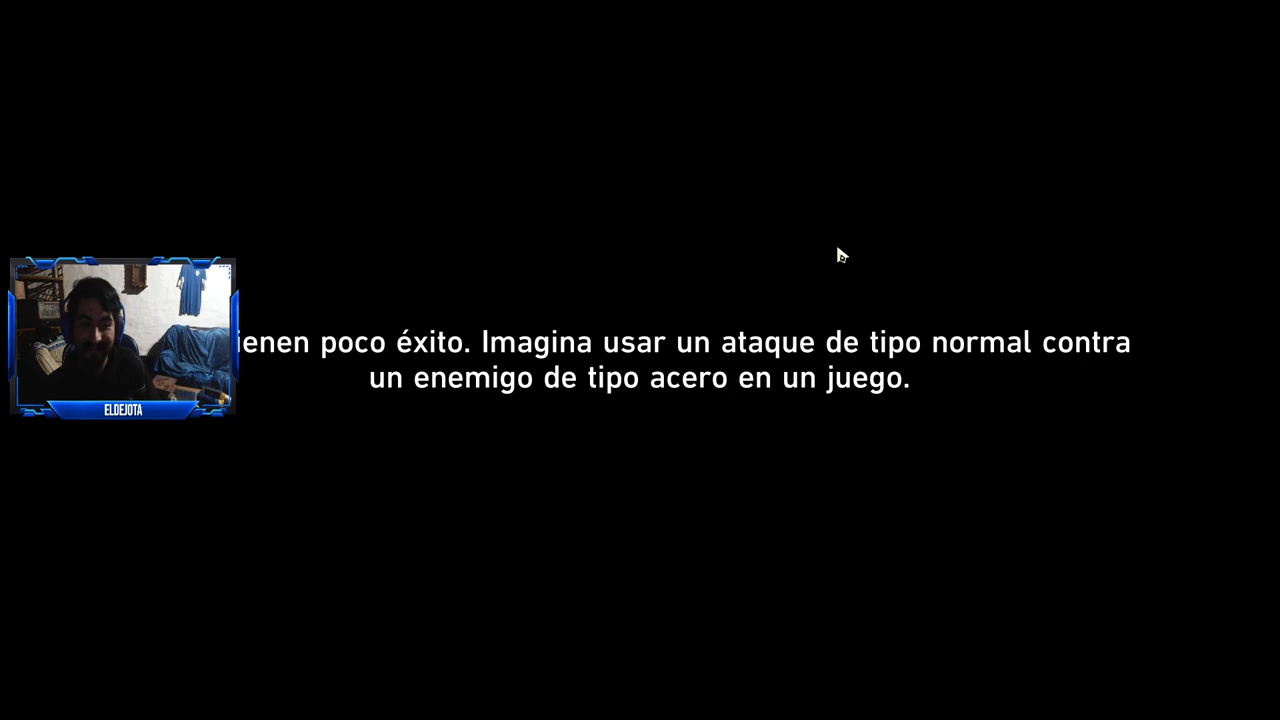 ienen poco éxito. Imagina usar un ataque de tipo normal contra
un enemigo de tipo acero en un juego.
ELDEJOTA